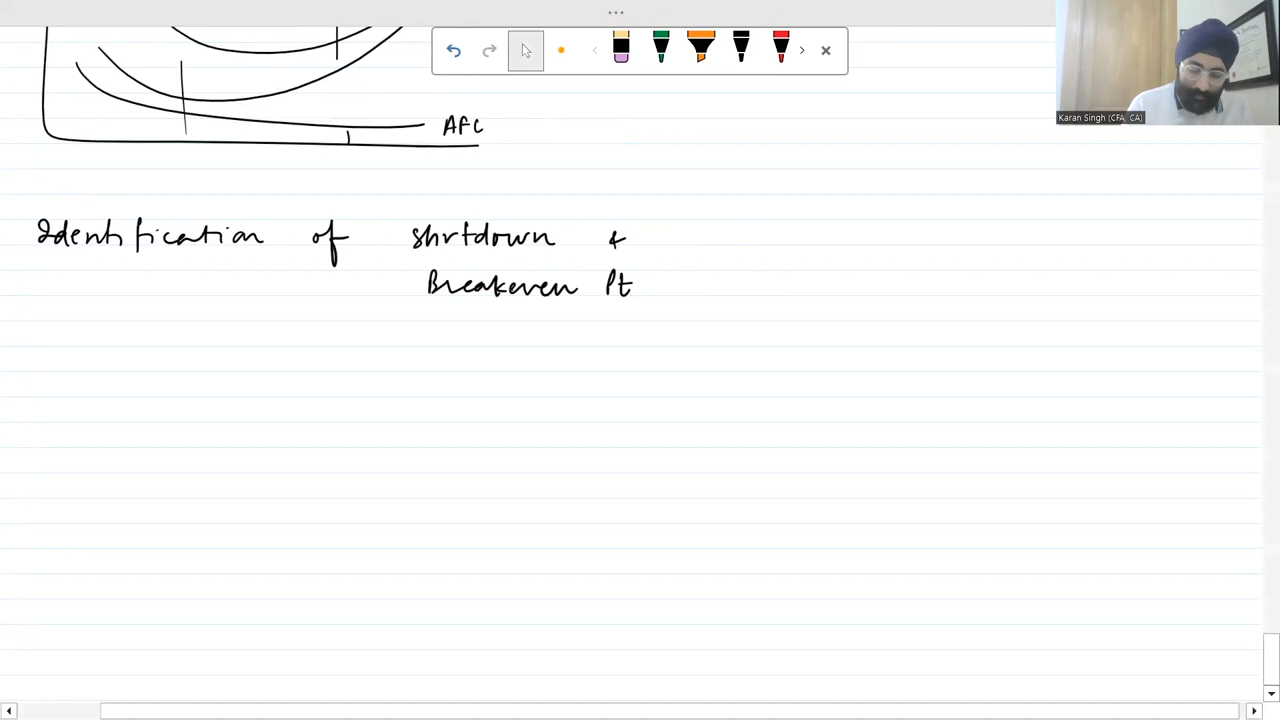 Karan Singh (CFA, CA)
AFC
Identification of shutdown &
Breakeven Pt